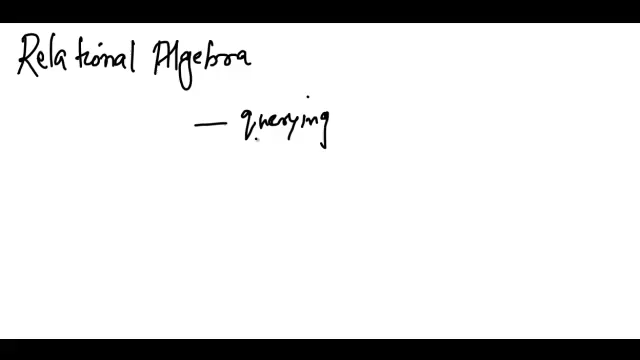 Relational Algebra
— querying